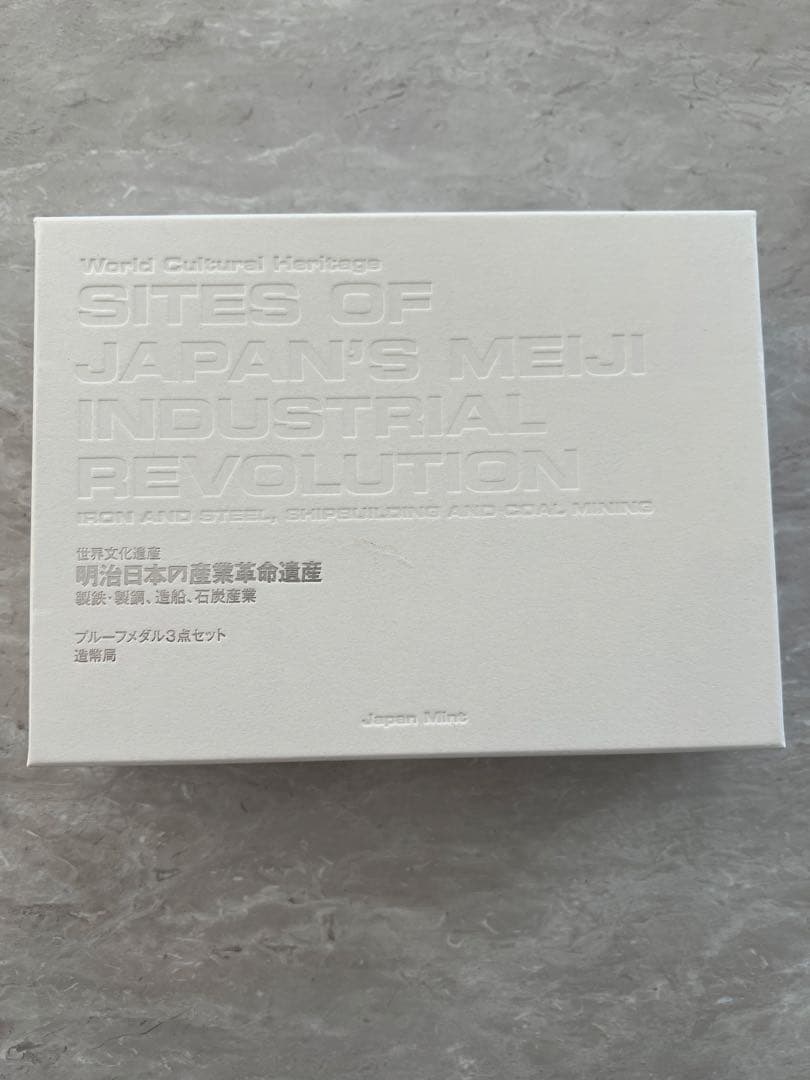 World Cultural Heritage
SITES OF
JAPAN'S MEIJI
INDUSTRIAL
REVOLUTION
IRON AND STEEL, SHIPBUILDING AND COAL MINING
世界文化遺産
明治日本の産業革命遺産
製鉄・製鋼、造船、石炭産業
プルーフメダル3点セット
造幣局
Japan Mint